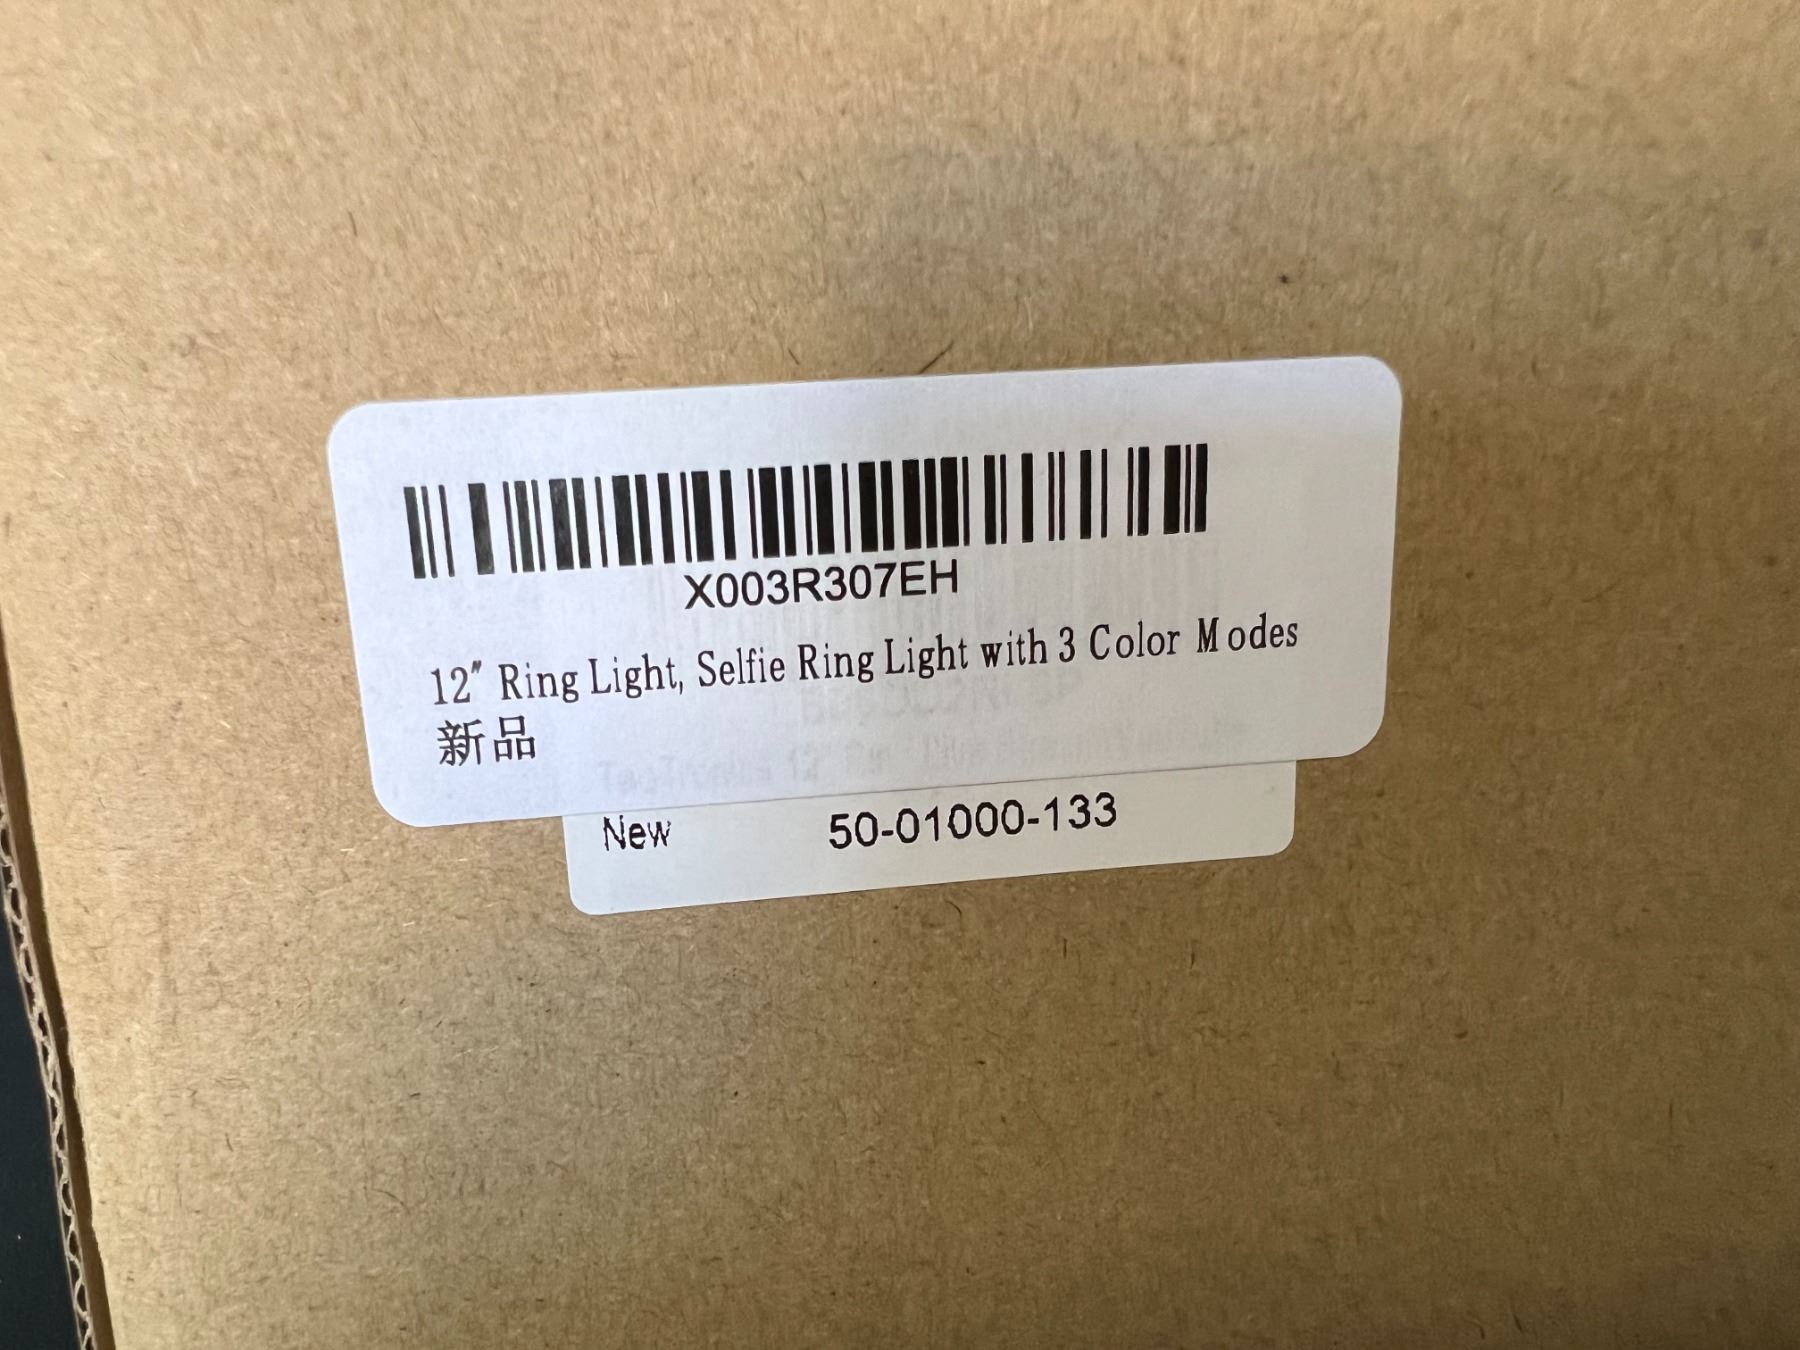 X003R307EH
12" Ring Light, Selfie Ring Light with 3 Color Modes
新品
New 50-01000-133